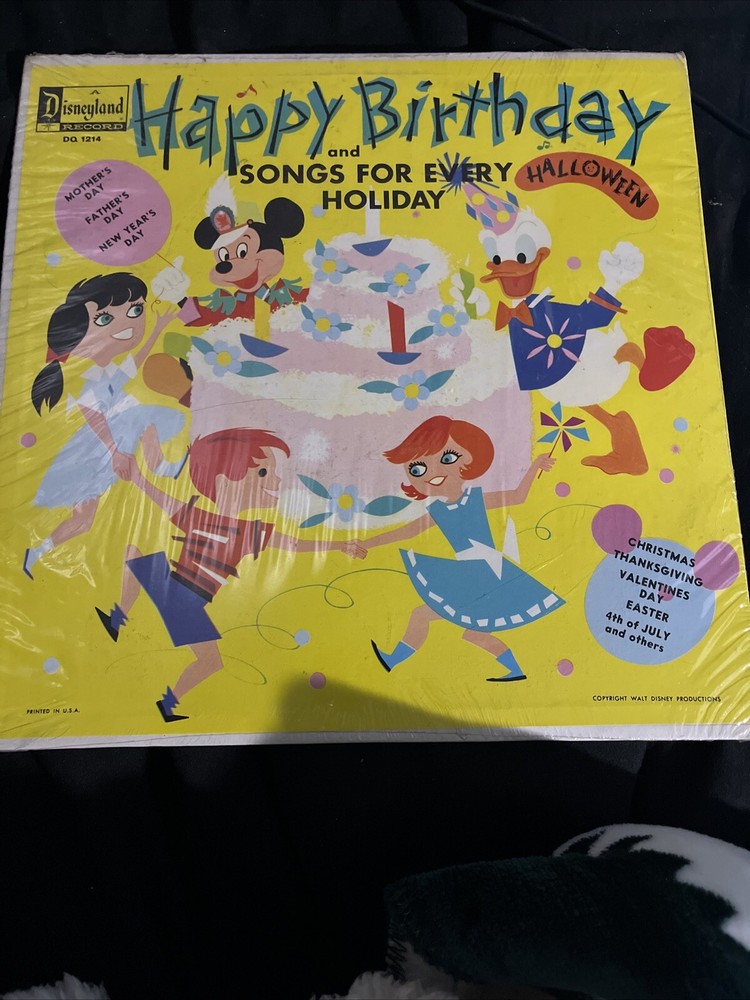 Disneyland
RECORD
DQ 1214
Happy Birthday
and
SONGS FOR EVERY
HOLIDAY
HALLOWEEN
MOTHER'S
DAY
FATHER'S
DAY
NEW YEAR'S
DAY
CHRISTMAS
THANKSGIVING
VALENTINES
DAY
EASTER
4th of JULY
and others
PRINTED IN U.S.A.
COPYRIGHT WALT DISNEY PRODUCTIONS